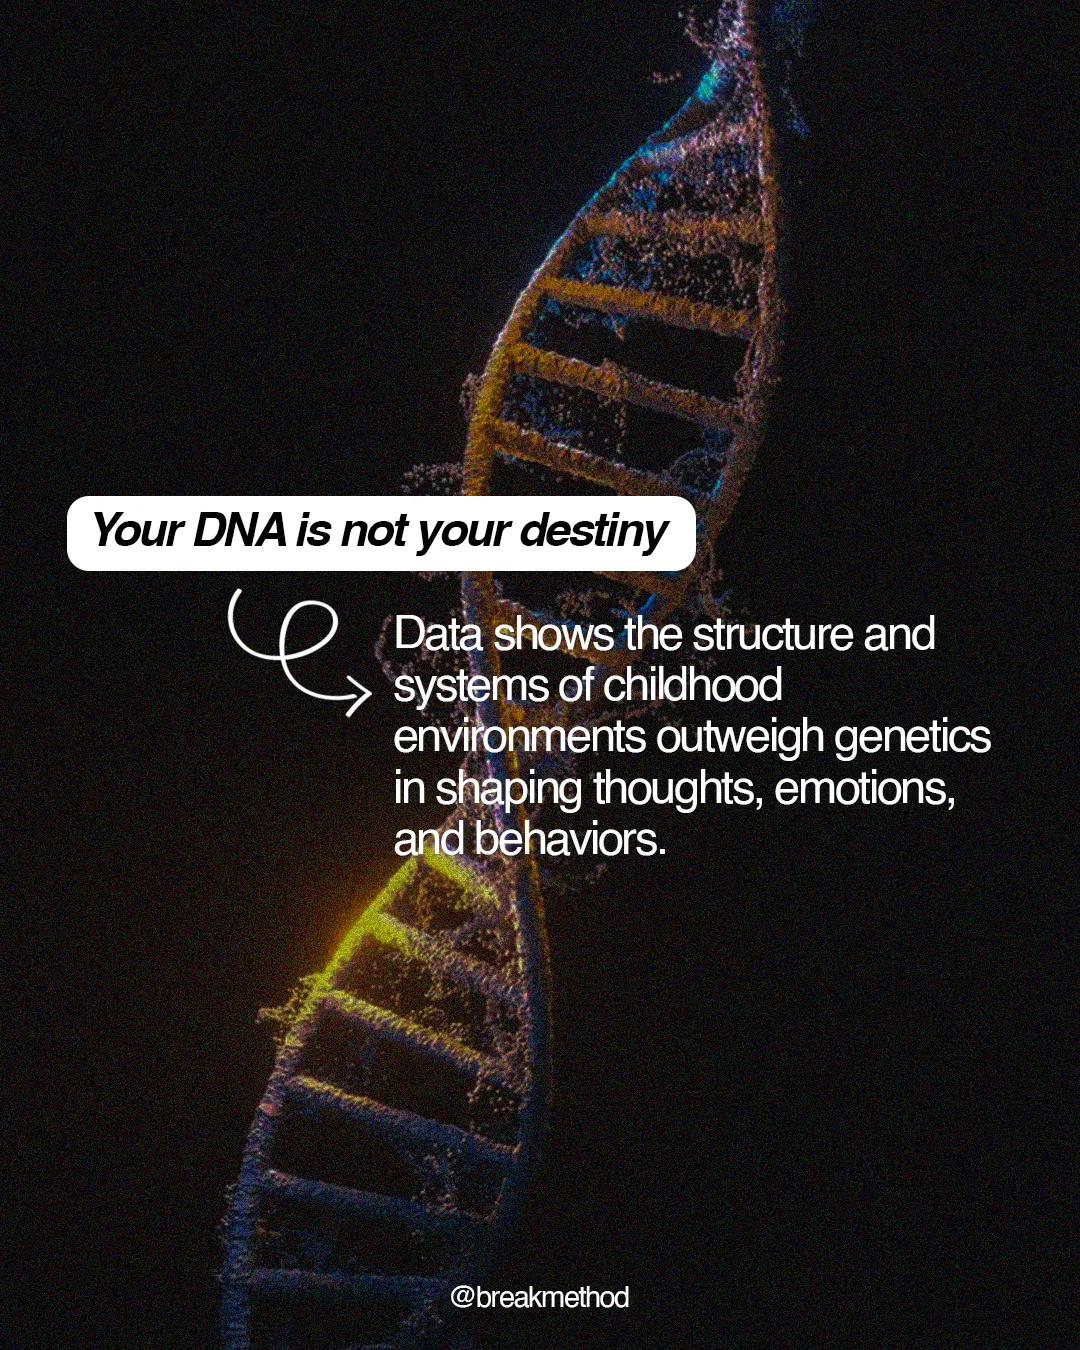 Your DNA is not your destiny
Data shows the structure and
systems of childhood
environments outweigh genetics
in shaping thoughts, emotions,
and behaviors.
@breakmethod